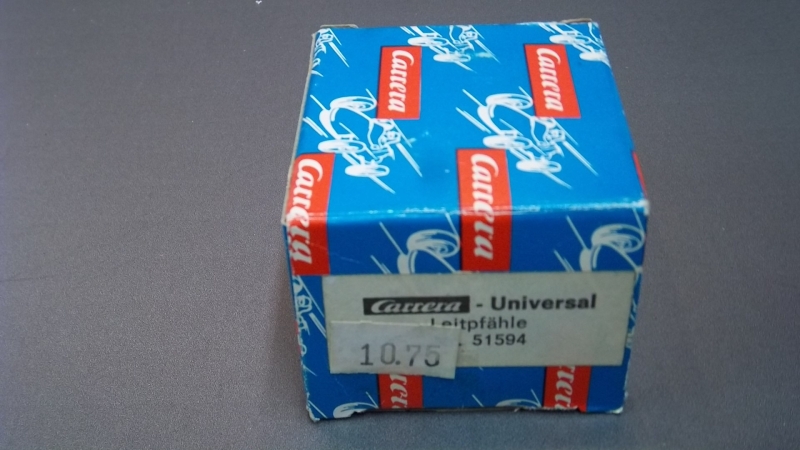 Carrera
Carrera
Carrera
Carrera
Carrera - Universal
Leitpfähle
51594
10.75